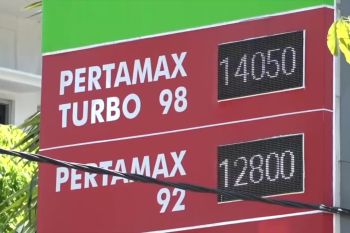 PERTAMAX
TURBO 98 14050
PERTAMAX
92 12800